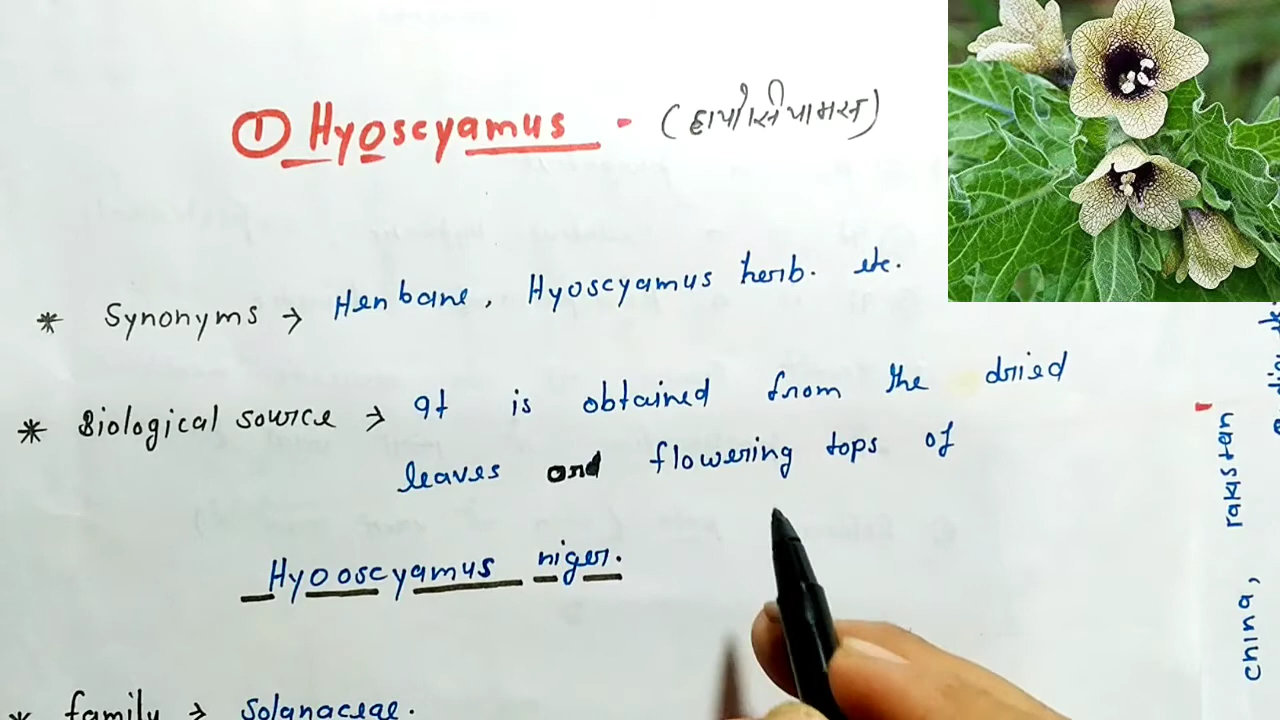 ① Hyoscyamus - (हायोसियामस)
* Synonyms → Henbane, Hyoscyamus herb. etc.
* Biological source → It is obtained from the dried
leaves and flowering tops of
Hyooscyamus niger.
* family → Solanaceae.
China, Pakistan